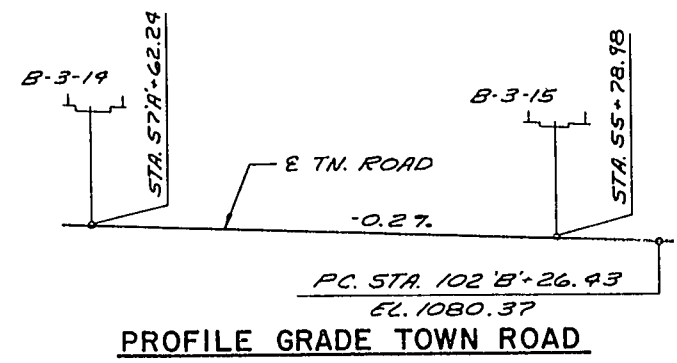 STA. 57'A'+62.24
B-3-14
B-3-15
STA. 55+78.98
℄ TN. ROAD
-0.2%
PC. STA. 102 'B'+26.43
EL. 1080.37
PROFILE GRADE TOWN ROAD